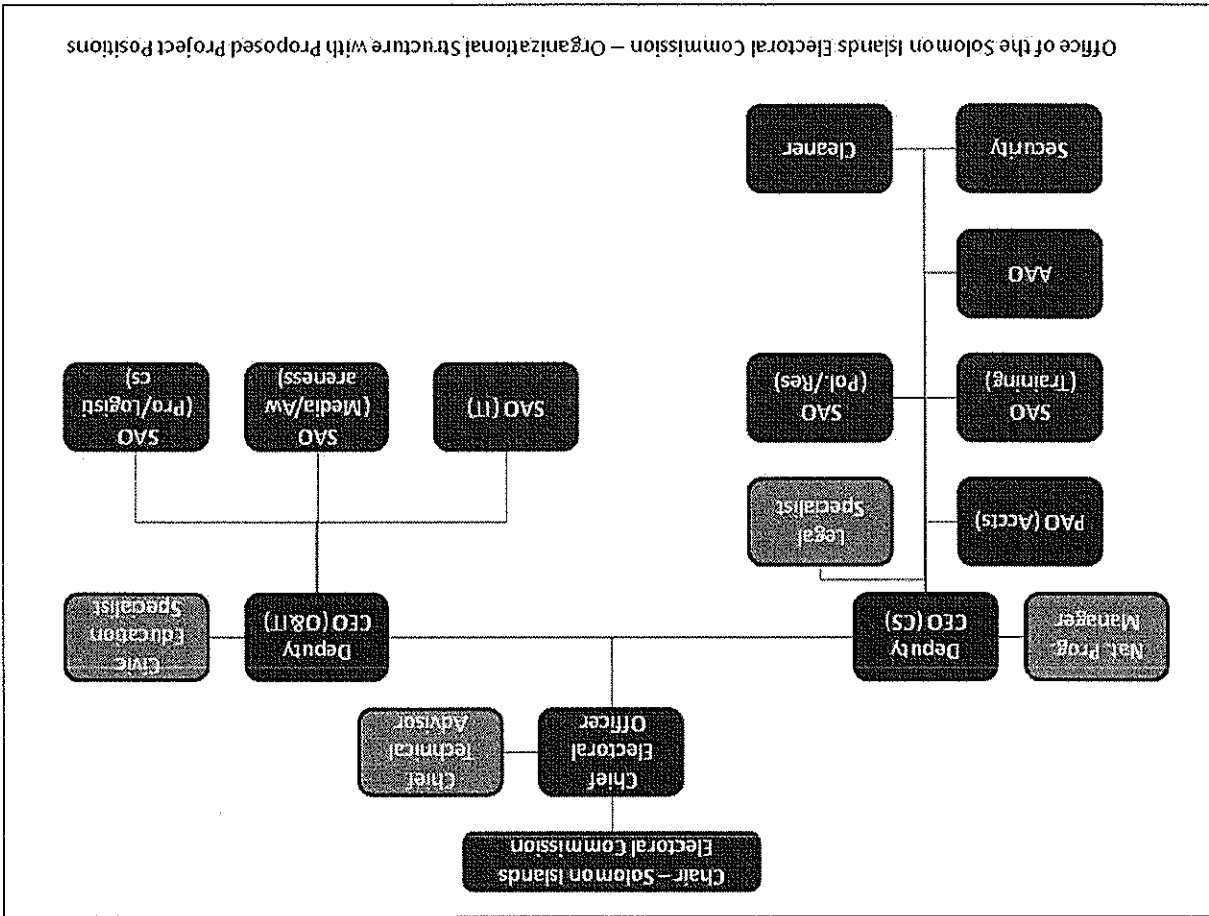 Chair – Solomon Islands
Electoral Commission
Chief
Electoral
Officer
Chief
Technical
Advisor
Nat. Prog.
Manager
Deputy
CEO (CS)
Deputy
CEO (O&IT)
Civic
Education
Specialist
PAO (Accts)
Legal
Specialist
SAO
(Training)
SAO
(Pol./Res)
SAO (IT)
SAO
(Media/Aw
areness)
SAO
(Pro/Logisti
cs)
AAO
Security
Cleaner
Office of the Solomon Islands Electoral Commission – Organizational Structure with Proposed Project Positions